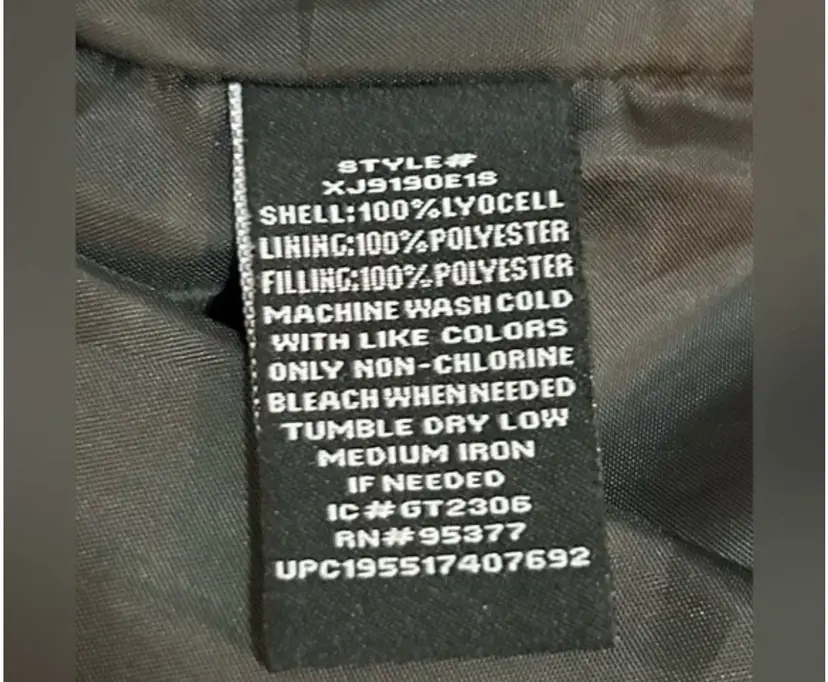 STYLE#
XJ9190E1S
SHELL:100%LYOCELL
LINING:100%POLYESTER
FILLING:100%POLYESTER
MACHINE WASH COLD
WITH LIKE COLORS
ONLY NON-CHLORINE
BLEACH WHEN NEEDED
TUMBLE DRY LOW
MEDIUM IRON
IF NEEDED
IC#GT2306
RN#95377
UPC195517407692